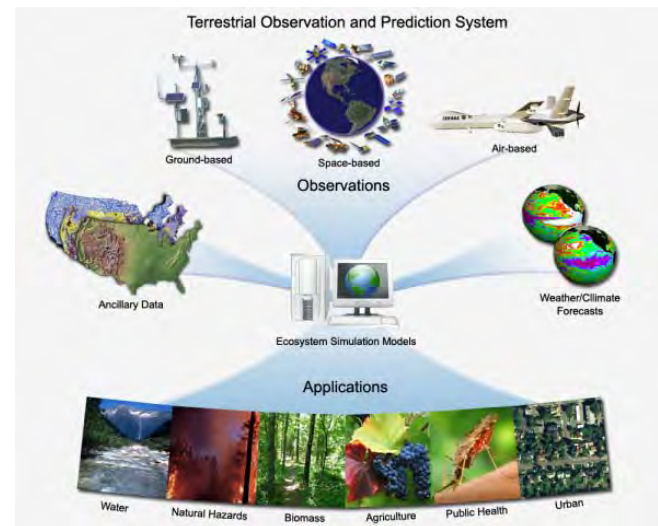 Terrestrial Observation and Prediction System
Ground-based
Space-based
Air-based
Observations
Ancillary Data
Weather/Climate
Forecasts
Ecosystem Simulation Models
Applications
Water
Natural Hazards
Biomass
Agriculture
Public Health
Urban